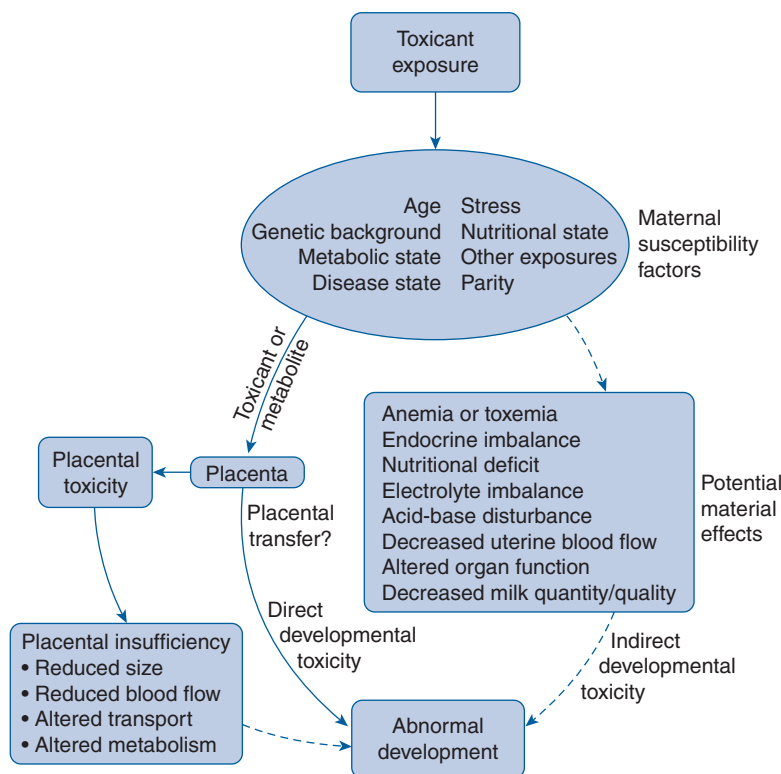 Toxicant
exposure
Age Stress
Genetic background Nutritional state
Metabolic state Other exposures
Disease state Parity
Maternal
susceptibility
factors
Toxicant or
metabolite
Anemia or toxemia
Endocrine imbalance
Nutritional deficit
Electrolyte imbalance
Acid-base disturbance
Decreased uterine blood flow
Altered organ function
Decreased milk quantity/quality
Potential
material
effects
Placental
toxicity
Placenta
Placental
transfer?
Direct
developmental
toxicity
Indirect
developmental
toxicity
Placental insufficiency
• Reduced size
• Reduced blood flow
• Altered transport
• Altered metabolism
Abnormal
development